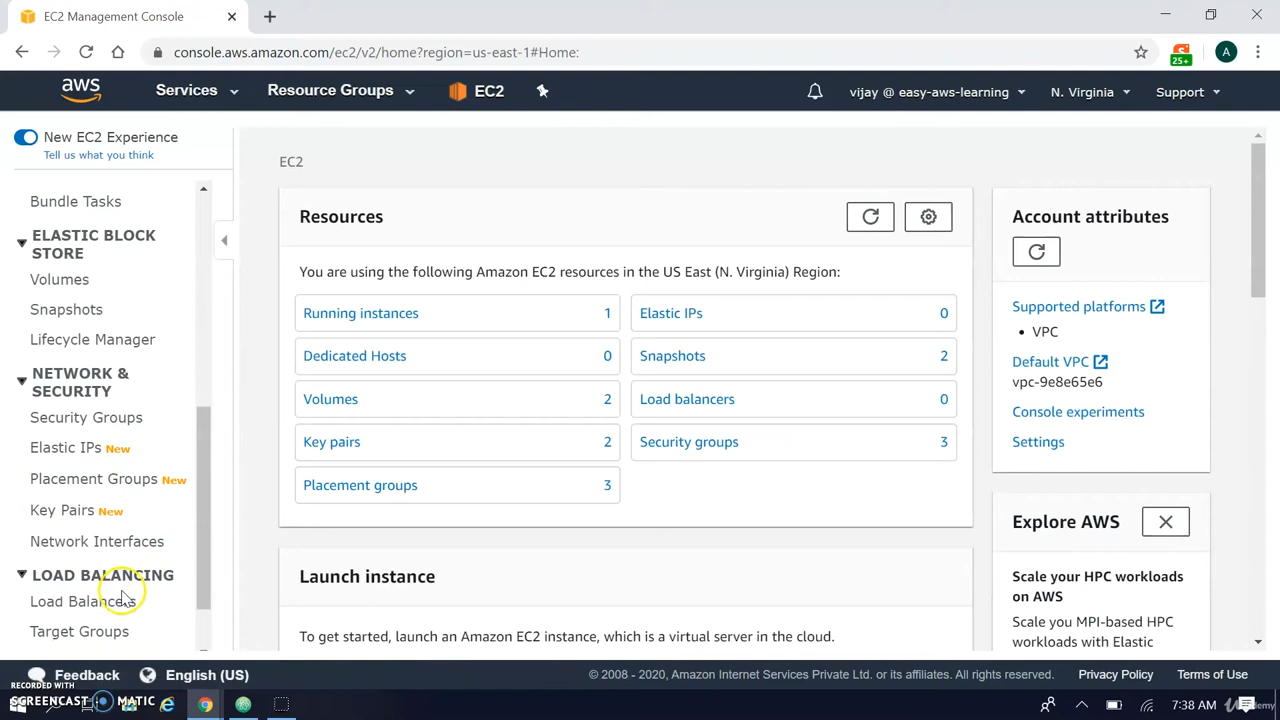 EC2 Management Console
console.aws.amazon.com/ec2/v2/home?region=us-east-1#Home:
25+
A
aws
Services
Resource Groups
EC2
vijay @ easy-aws-learning
N. Virginia
Support
New EC2 Experience
Tell us what you think
Bundle Tasks
ELASTIC BLOCK
STORE
Volumes
Snapshots
Lifecycle Manager
NETWORK &
SECURITY
Security Groups
Elastic IPs New
Placement Groups New
Key Pairs New
Network Interfaces
LOAD BALANCING
Load Balancers
Target Groups
EC2
Resources
You are using the following Amazon EC2 resources in the US East (N. Virginia) Region:
Running instances 1
Elastic IPs 0
Dedicated Hosts 0
Snapshots 2
Volumes 2
Load balancers 0
Key pairs 2
Security groups 3
Placement groups 3
Launch instance
To get started, launch an Amazon EC2 instance, which is a virtual server in the cloud.
Account attributes
Supported platforms
• VPC
Default VPC
vpc-9e8e65e6
Console experiments
Settings
Explore AWS
Scale your HPC workloads
on AWS
Scale you MPI-based HPC
workloads with Elastic
Feedback
English (US)
© 2008 - 2020, Amazon Internet Services Private Ltd. or its affiliates. All rights reserved.
Privacy Policy
Terms of Use
RECORDED WITH
SCREENCAST MATIC
7:38 AM
Udemy